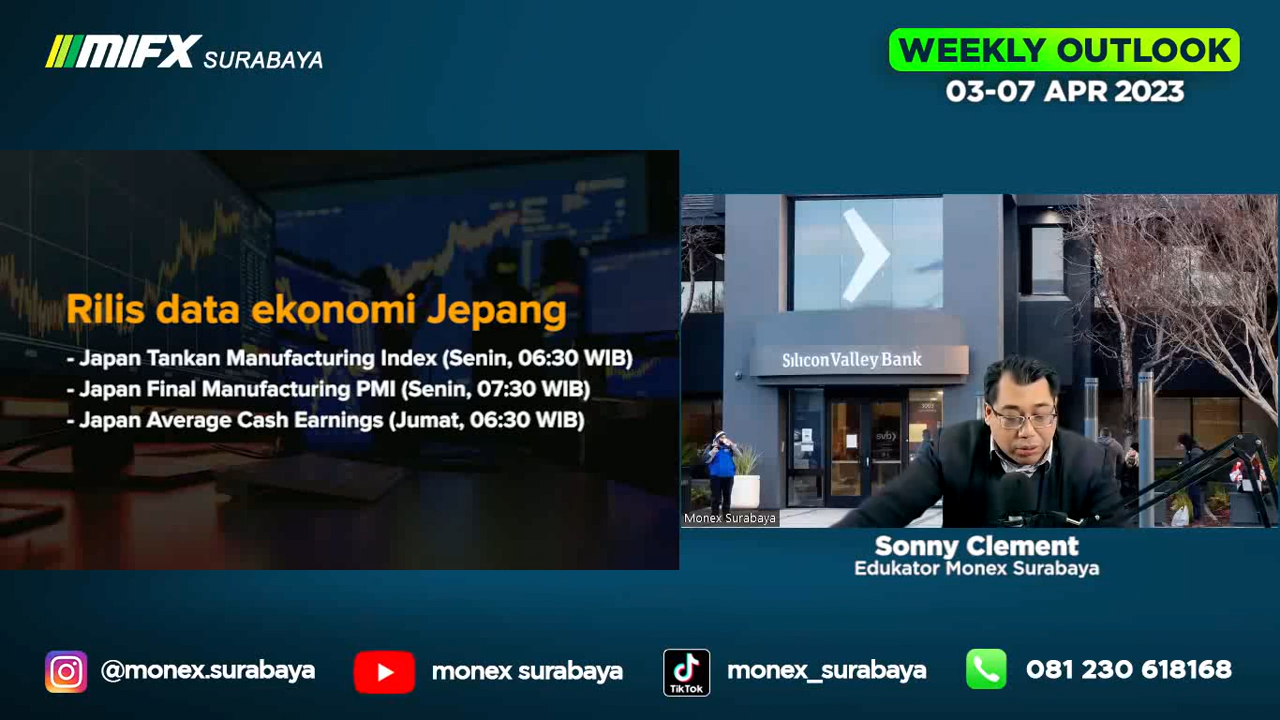 MIFX SURABAYA
WEEKLY OUTLOOK
03-07 APR 2023
Rilis data ekonomi Jepang
- Japan Tankan Manufacturing Index (Senin, 06:30 WIB)
- Japan Final Manufacturing PMI (Senin, 07:30 WIB)
- Japan Average Cash Earnings (Jumat, 06:30 WIB)
Silicon Valley Bank
Monex Surabaya
Sonny Clement
Edukator Monex Surabaya
@monex.surabaya
monex surabaya
TikTok
monex_surabaya
081 230 618168